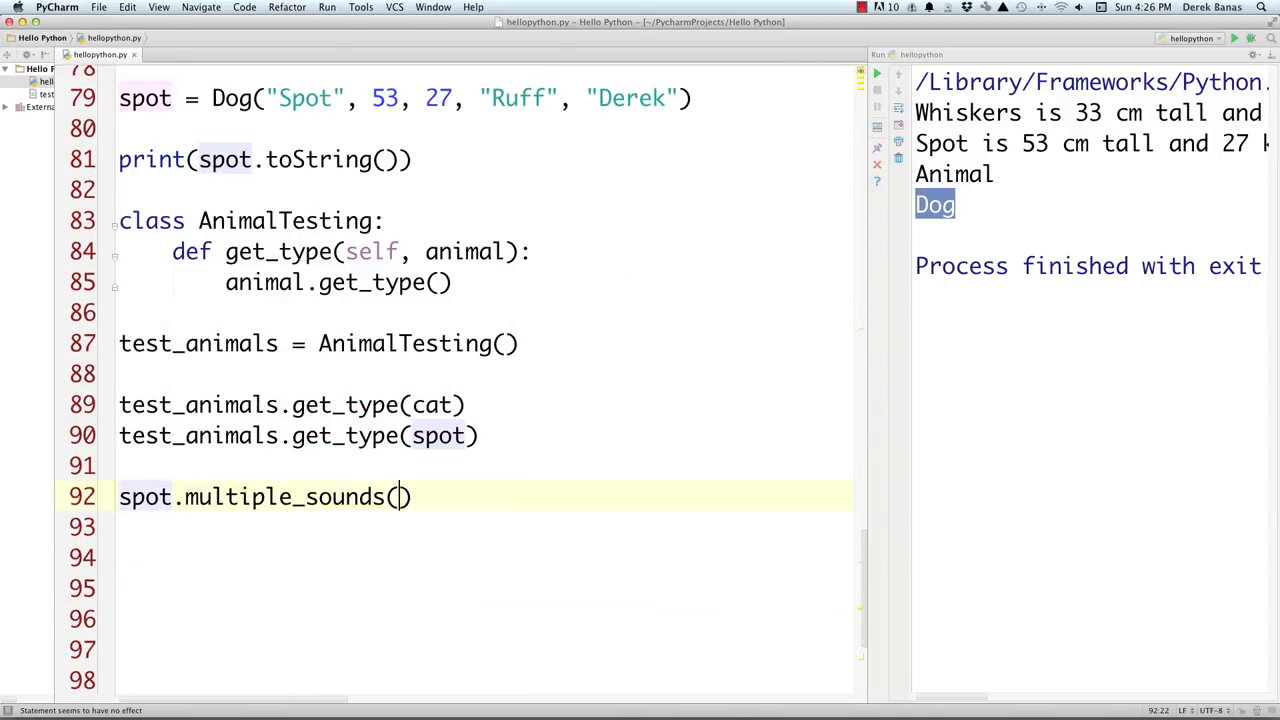 PyCharm File Edit View Navigate Code Refactor Run Tools VCS Window Help 10 Sun 4:26 PM Derek Banas
hellopython.py – Hello Python – [~/PycharmProjects/Hello Python]
Hello Python hellopython.py hellopython
hellopython.py Run hellopython
Hello P
hell
test
Extern
78
79 spot = Dog("Spot", 53, 27, "Ruff", "Derek")
80
81 print(spot.toString())
82
83 class AnimalTesting:
84 def get_type(self, animal):
85 animal.get_type()
86
87 test_animals = AnimalTesting()
88
89 test_animals.get_type(cat)
90 test_animals.get_type(spot)
91
92 spot.multiple_sounds()
93
94
95
96
97
98
/Library/Frameworks/Python.
Whiskers is 33 cm tall and
Spot is 53 cm tall and 27 k
Animal
Dog
Process finished with exit
Statement seems to have no effect 92:22 LF UTF-8